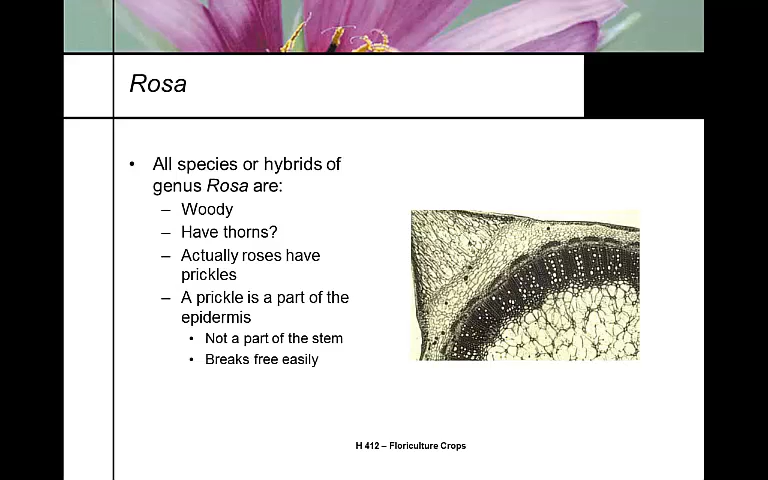 Rosa
• All species or hybrids of
genus Rosa are:
– Woody
– Have thorns?
– Actually roses have
prickles
– A prickle is a part of the
epidermis
• Not a part of the stem
• Breaks free easily
H 412 – Floriculture Crops